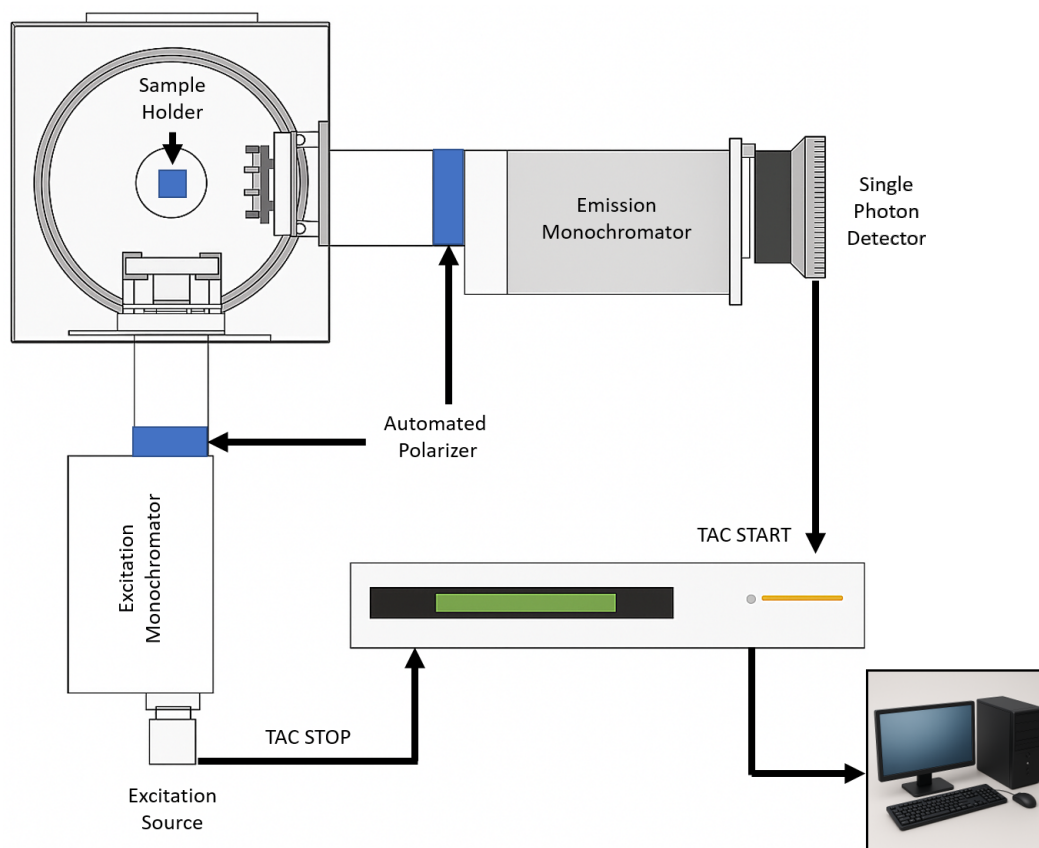 Sample
Holder
Emission
Monochromator
Single
Photon
Detector
Automated
Polarizer
Excitation
Monochromator
TAC START
TAC STOP
Excitation
Source